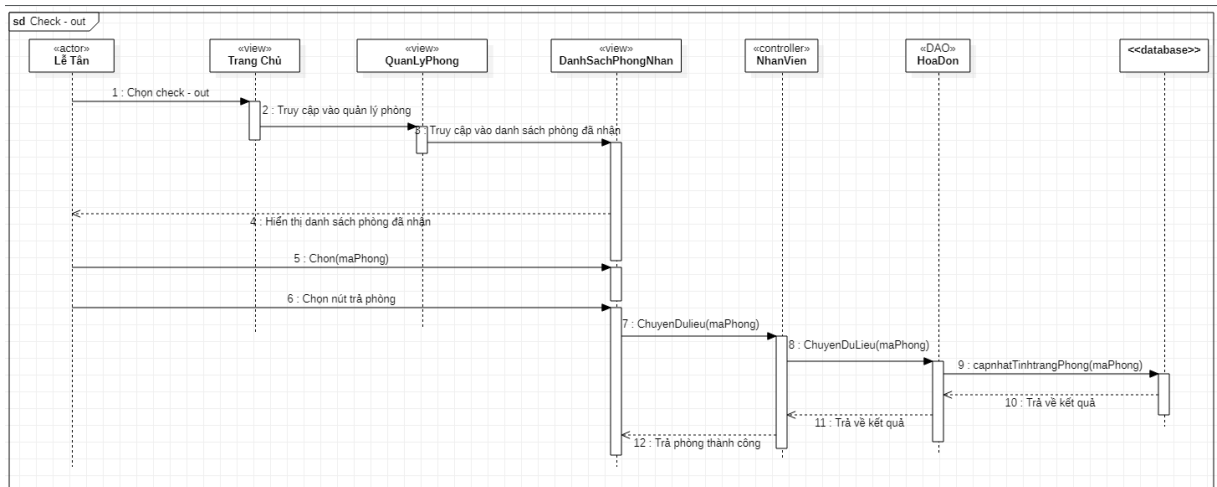 sd Check - out
«actor»
Lễ Tân
«view»
Trang Chủ
«view»
QuanLyPhong
«view»
DanhSachPhongNhan
«controller»
NhanVien
«DAO»
HoaDon
<<database>>
1 : Chọn check - out
2 : Truy cập vào quản lý phòng
3 : Truy cập vào danh sách phòng đã nhận
4 : Hiển thị danh sách phòng đã nhận
5 : Chon(maPhong)
6 : Chọn nút trả phòng
7 : ChuyenDulieu(maPhong)
8 : ChuyenDuLieu(maPhong)
9 : capnhatTinhtrangPhong(maPhong)
10 : Trả về kết quả
11 : Trả về kết quả
12 : Trả phòng thành công